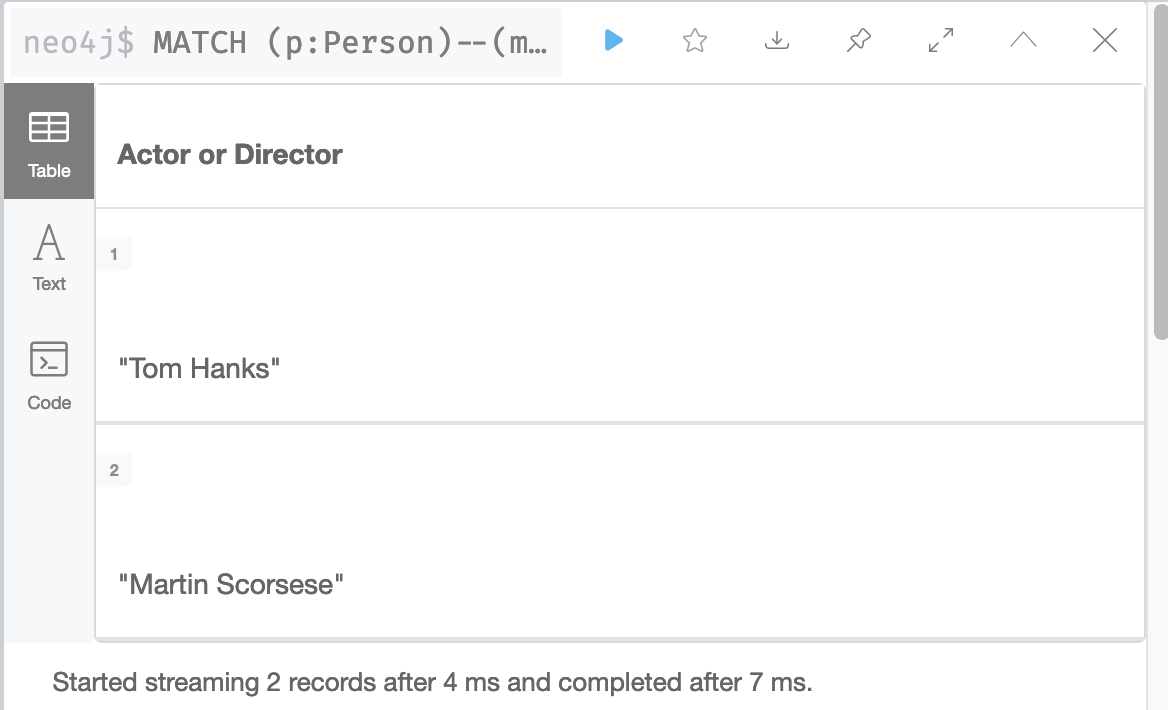 neo4j$ MATCH (p:Person)--(m…
Table
Text
Code
Actor or Director
1
"Tom Hanks"
2
"Martin Scorsese"
Started streaming 2 records after 4 ms and completed after 7 ms.